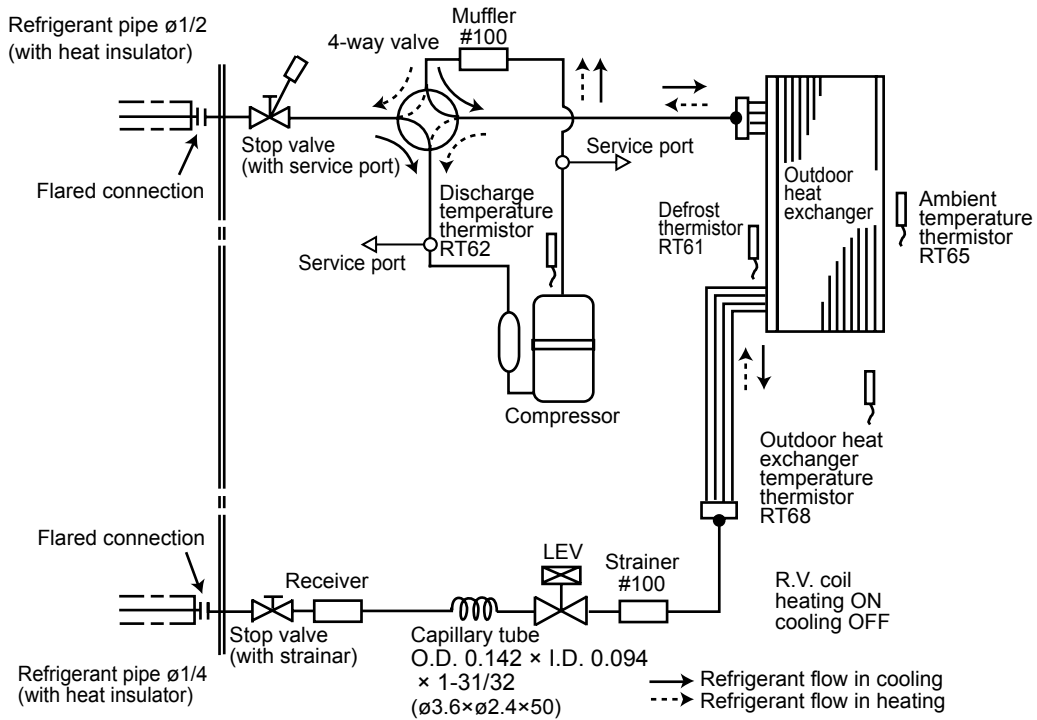 Refrigerant pipe ø1/2
(with heat insulator)
4-way valve
Muffler
#100
Stop valve
(with service port)
Flared connection
Service port
Discharge
temperature
thermistor
RT62
Service port
Defrost
thermistor
RT61
Outdoor
heat
exchanger
Ambient
temperature
thermistor
RT65
Compressor
Outdoor heat
exchanger
temperature
thermistor
RT68
Flared connection
Receiver
LEV
Strainer
#100
R.V. coil
heating ON
cooling OFF
Stop valve
(with strainar)
Capillary tube
O.D. 0.142 × I.D. 0.094
× 1-31/32
(ø3.6×ø2.4×50)
Refrigerant pipe ø1/4
(with heat insulator)
Refrigerant flow in cooling
Refrigerant flow in heating